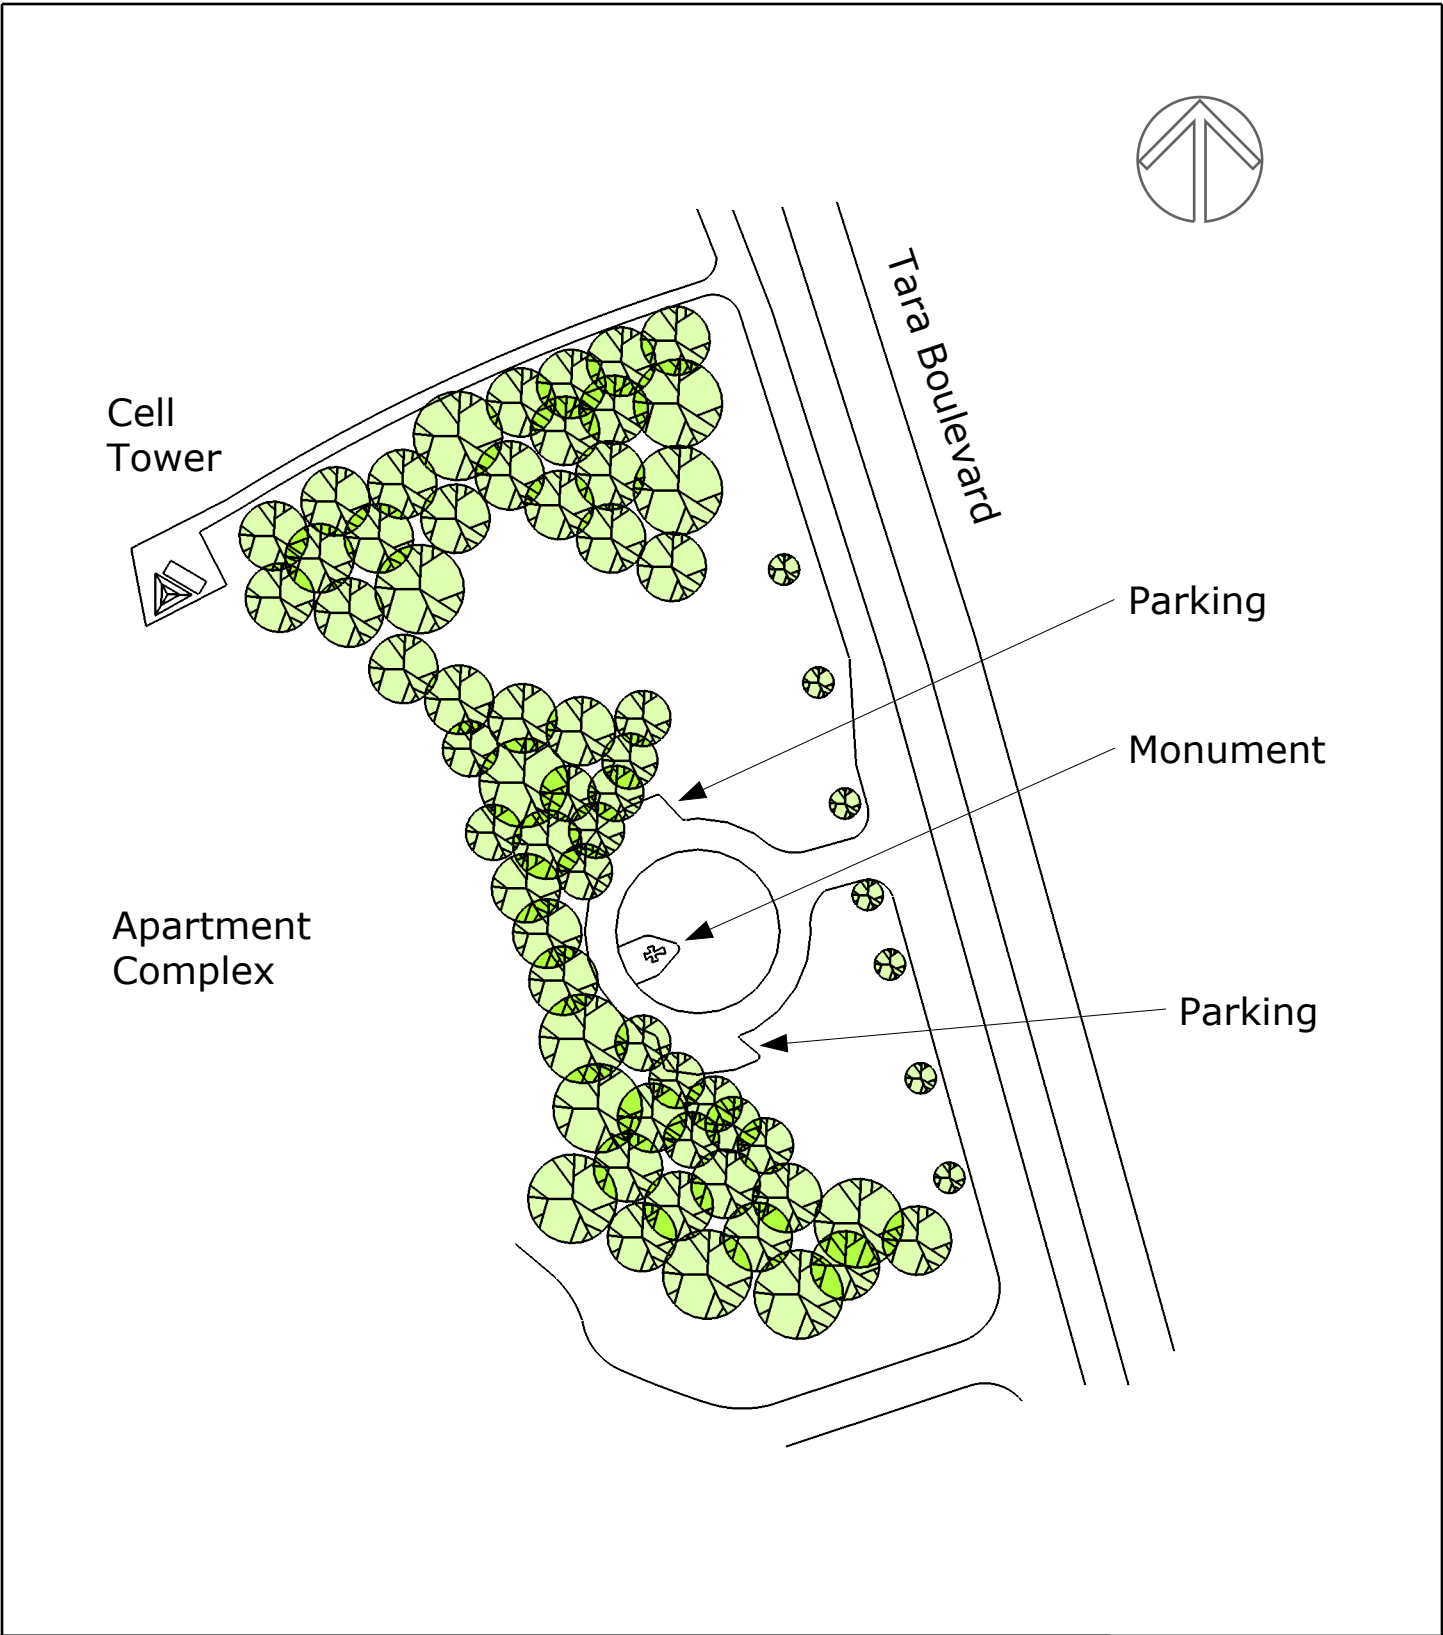 Tara Boulevard
Cell
Tower
Parking
Monument
Apartment
Complex
Parking